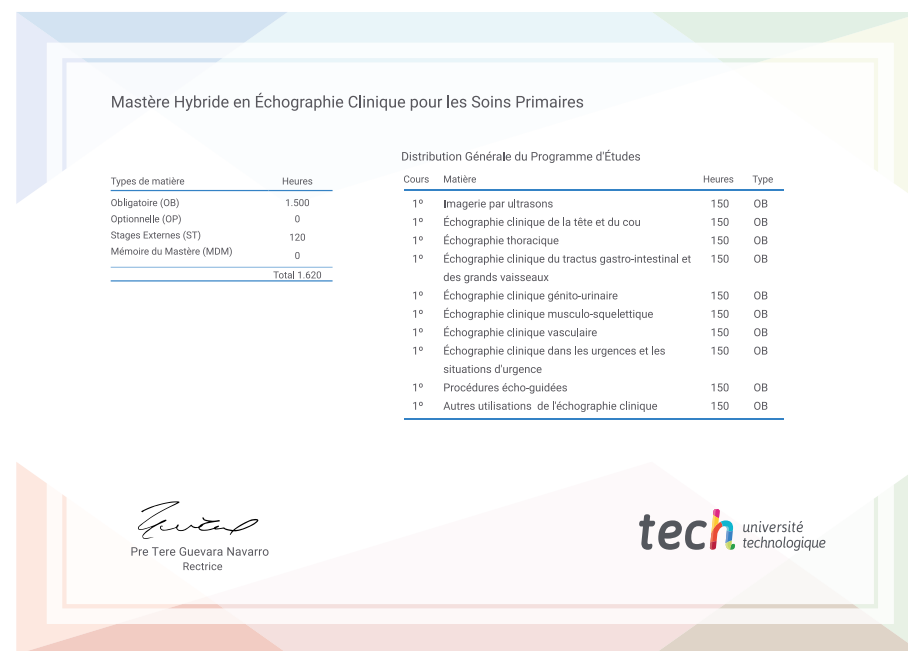 Mastère Hybride en Échographie Clinique pour les Soins Primaires
Types de matière Heures
Obligatoire (OB) 1.500
Optionnelle (OP) 0
Stages Externes (ST) 120
Mémoire du Mastère (MDM) 0
Total 1.620
Distribution Générale du Programme d'Études
Cours Matière Heures Type
1º Imagerie par ultrasons 150 OB
1º Échographie clinique de la tête et du cou 150 OB
1º Échographie thoracique 150 OB
1º Échographie clinique du tractus gastro-intestinal et 150 OB
des grands vaisseaux
1º Échographie clinique génito-urinaire 150 OB
1º Échographie clinique musculo-squelettique 150 OB
1º Échographie clinique vasculaire 150 OB
1º Échographie clinique dans les urgences et les 150 OB
situations d'urgence
1º Procédures écho-guidées 150 OB
1º Autres utilisations de l'échographie clinique 150 OB
Pre Tere Guevara Navarro
Rectrice
tech université
technologique